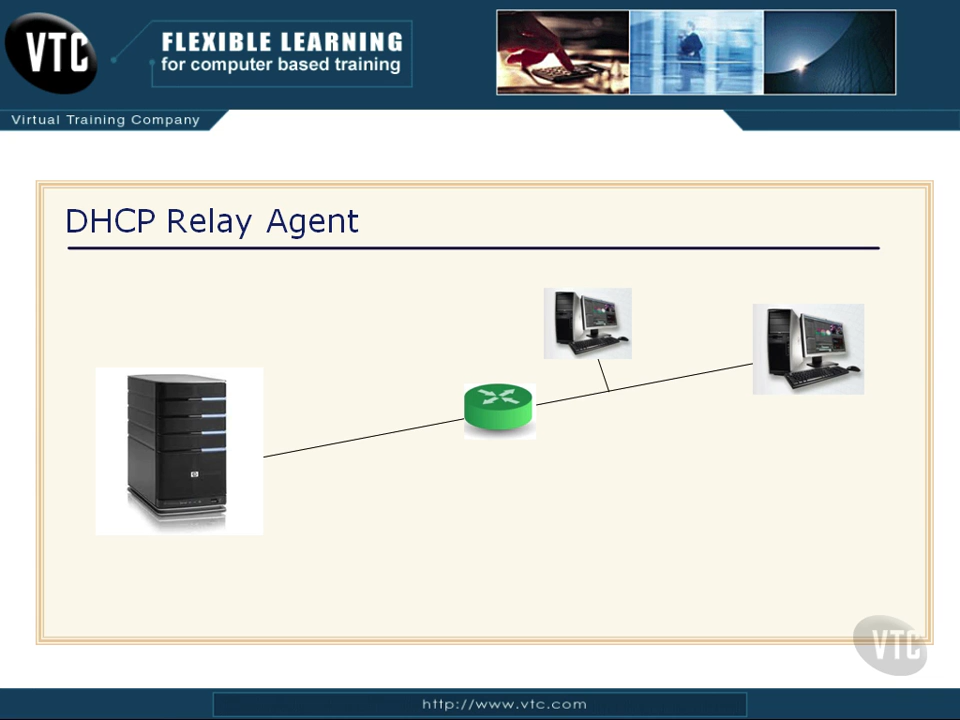 VTC
FLEXIBLE LEARNING
for computer based training
Virtual Training Company
DHCP Relay Agent
VTC
http://www.vtc.com